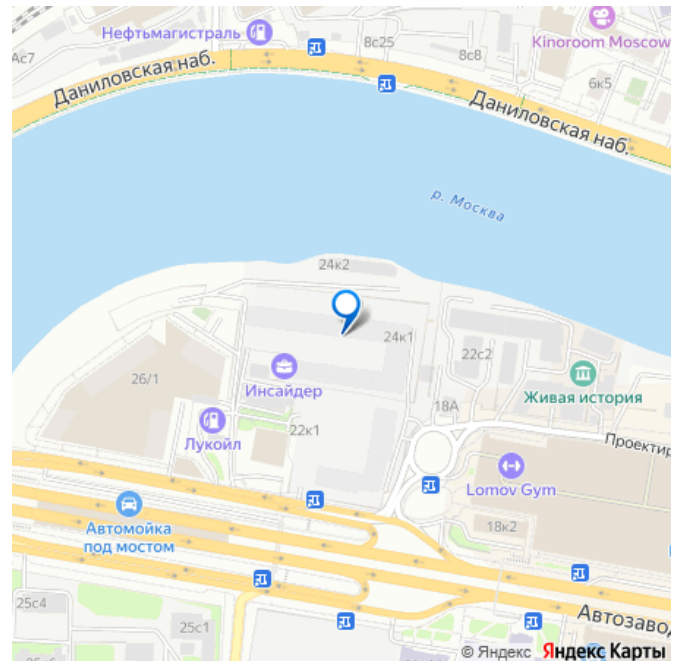 Нефтьмагистраль
8с25
Kinoroom Moscow
Ас7
8с8
Даниловская наб.
6к5
Даниловская наб.
р. Москва
24к2
24к1
22с2
Инсайдер
26/1
Живая история
18А
Лукойл
22к1
Проектир
Lomov Gym
Автомойка
под мостом
18к2
25с4
25с1
Автозавод
© Яндекс Яндекс Карты